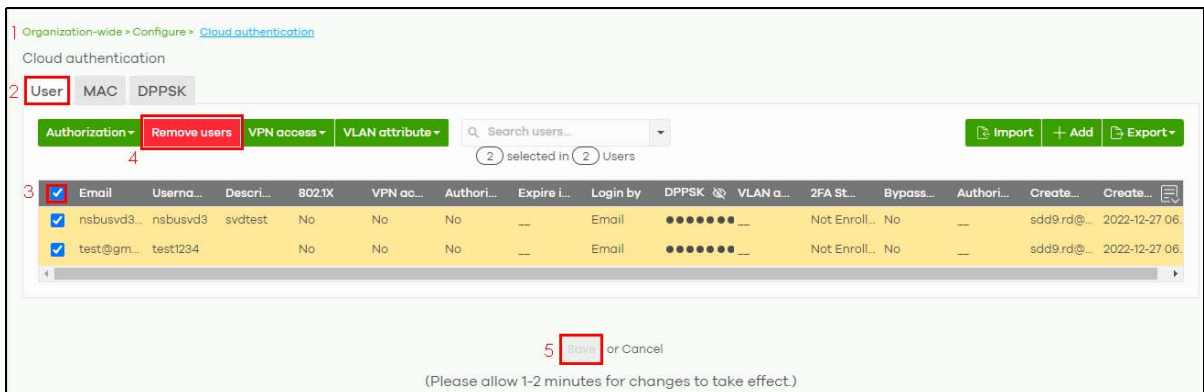 1 Organization-wide > Configure > Cloud authentication
Cloud authentication
2 User MAC DPPSK
Authorization Remove users VPN access VLAN attribute Search users... Import + Add Export
4 2 selected in 2 Users
3 Email Userna... Descri... 802.1X VPN ac... Authori... Expire i... Login by DPPSK VLAN a... 2FA St... Bypass... Authori... Create... Create...
nsbusvd3... nsbusvd3 svdtest No No No __ Email ●●●●●●● __ Not Enroll... No __ sdd9.rd@... 2022-12-27 06.
test@gm... test1234 No No No __ Email ●●●●●●● __ Not Enroll... No __ sdd9.rd@... 2022-12-27 06.
5 Save or Cancel
(Please allow 1-2 minutes for changes to take effect.)